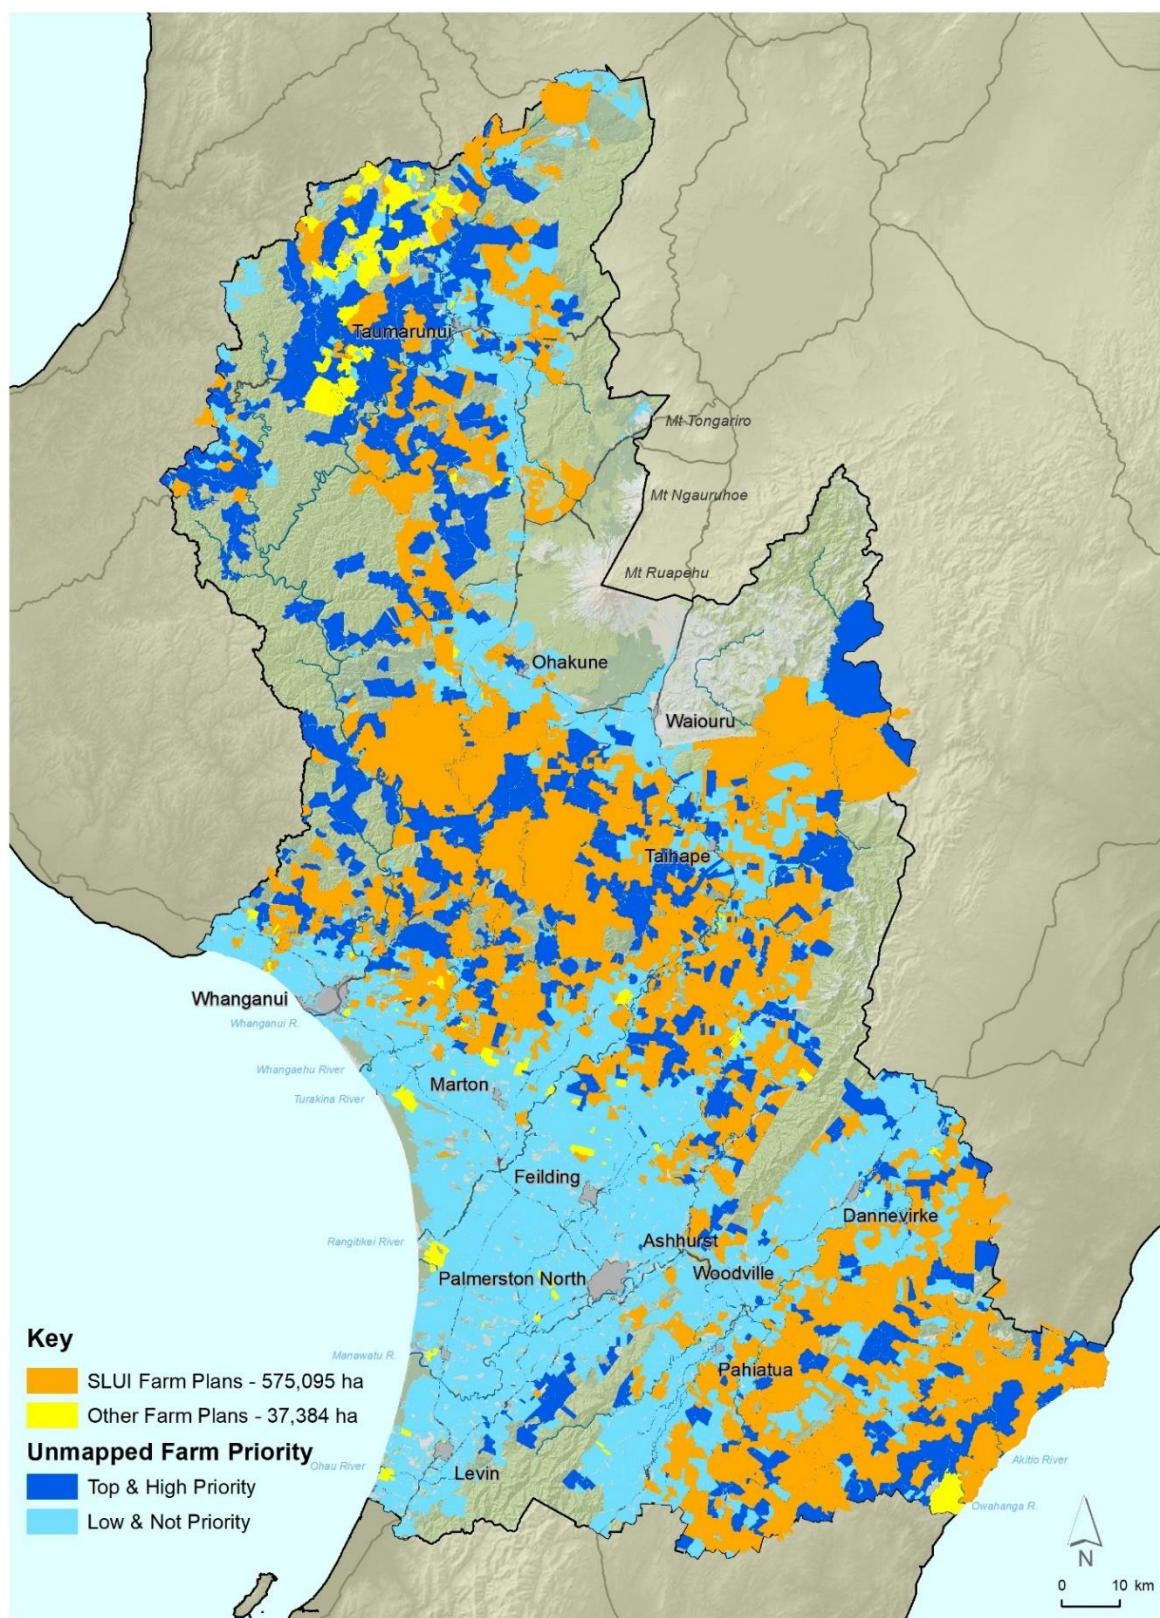 Taumarunui
Mt Tongariro
Mt Ngauruhoe
Mt Ruapehu
Ohakune
Waiouru
Taihape
Whanganui
Whanganui R.
Whangaehu River
Marton
Turakina River
Feilding
Dannevirke
Rangitikei River
Ashhurst
Palmerston North
Woodville
Manawatu R.
Pahiatua
Ohau River
Levin
Akitio River
Owahanga R.
Key
SLUI Farm Plans - 575,095 ha
Other Farm Plans - 37,384 ha
Unmapped Farm Priority
Top & High Priority
Low & Not Priority
N
0 10 km